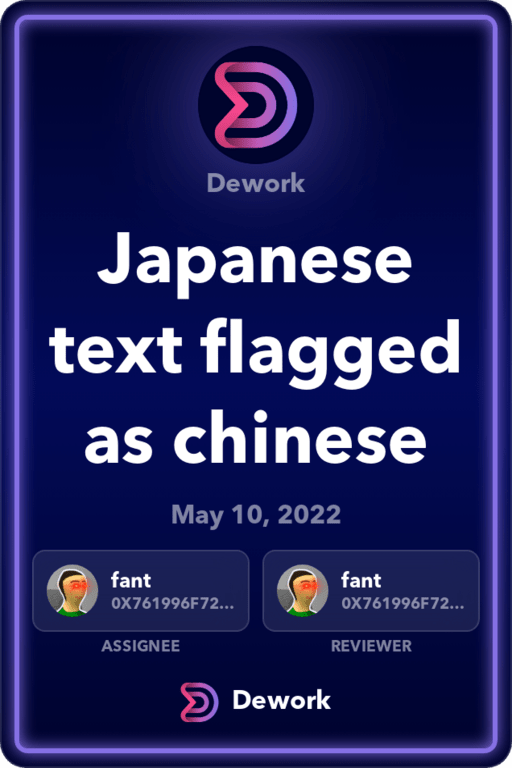 Dework
Japanese
text flagged
as chinese
May 10, 2022
fant
0X761996F72...
ASSIGNEE
fant
0X761996F72...
REVIEWER
Dework